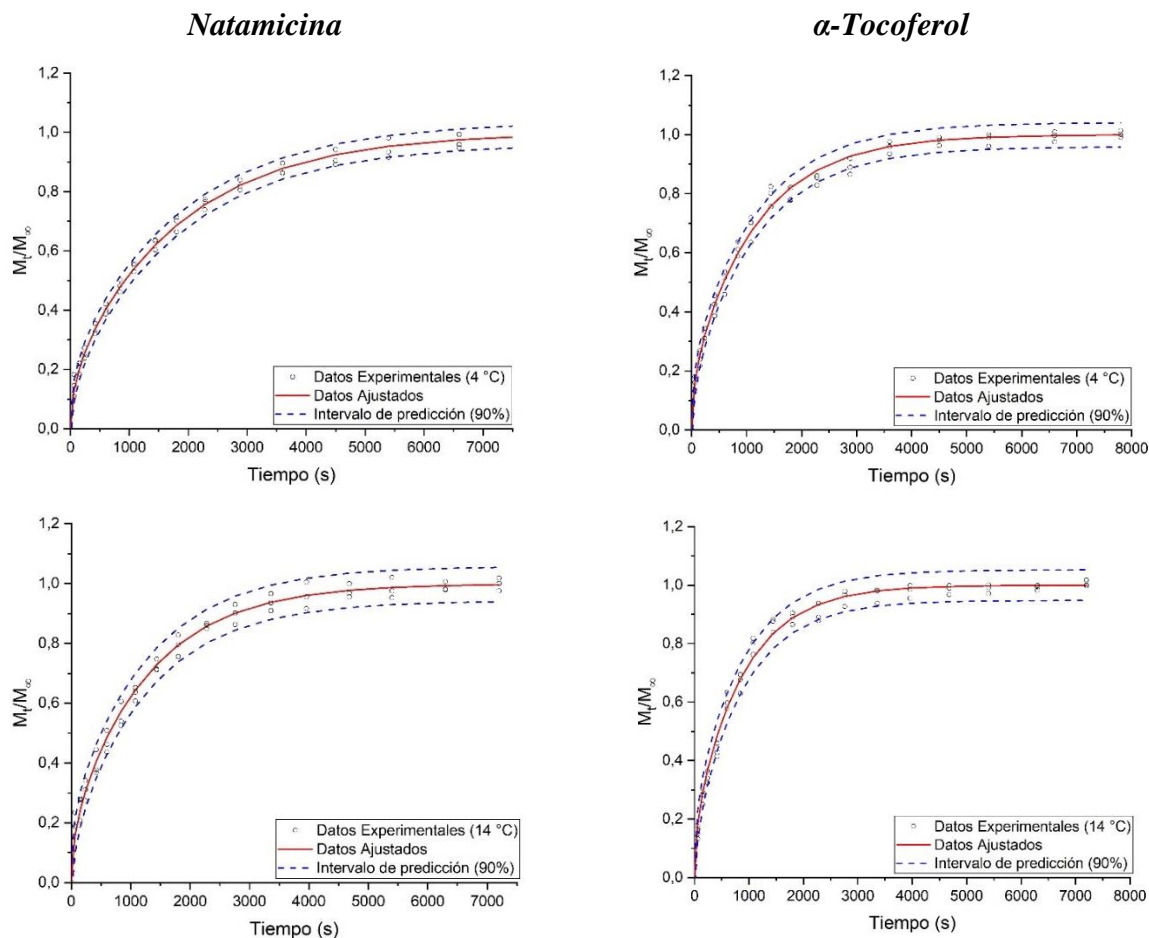 Natamicina
α-Tocoferol
1,2
1,0
0,8
0,6
0,4
0,2
0,0
Mt/M∞
0 1000 2000 3000 4000 5000 6000 7000
Tiempo (s)
Datos Experimentales (4 °C)
Datos Ajustados
Intervalo de predicción (90%)
1,2
1,0
0,8
0,6
0,4
0,2
0,0
Mt/M∞
0 1000 2000 3000 4000 5000 6000 7000 8000
Tiempo (s)
Datos Experimentales (4 °C)
Datos Ajustados
Intervalo de predicción (90%)
1,2
1,0
0,8
0,6
0,4
0,2
0,0
Mt/M∞
0 1000 2000 3000 4000 5000 6000 7000
Tiempo (s)
Datos Experimentales (14 °C)
Datos Ajustados
Intervalo de predicción (90%)
1,2
1,0
0,8
0,6
0,4
0,2
0,0
Mt/M∞
0 1000 2000 3000 4000 5000 6000 7000 8000
Tiempo (s)
Datos Experimentales (14 °C)
Datos Ajustados
Intervalo de predicción (90%)